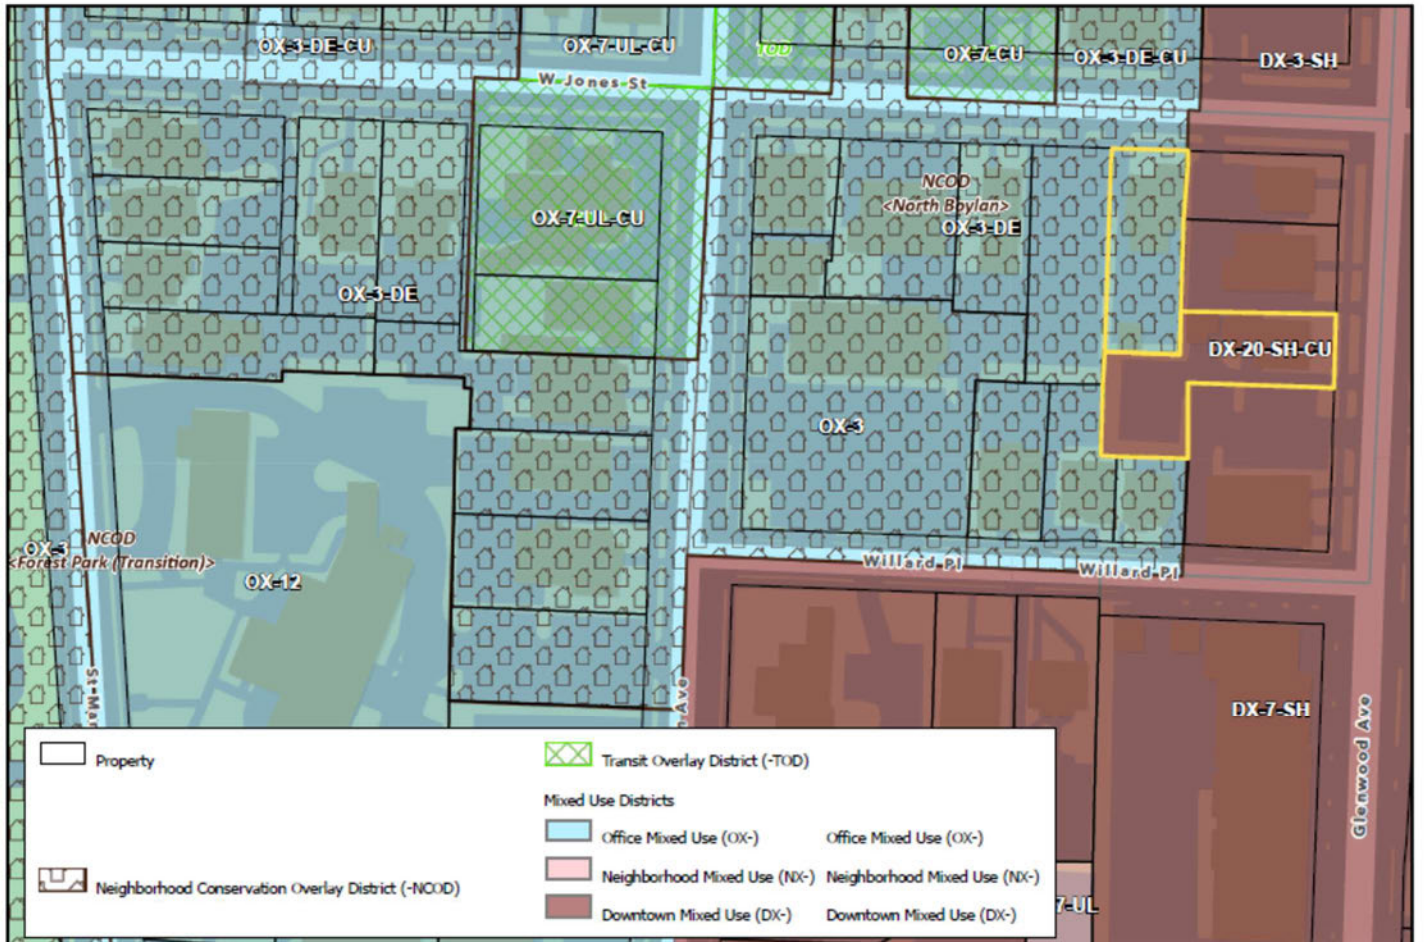 OX-3-DE-CU
OX-7-UL-CU
TOD
OX-7-CU
OX-3-DE-CU
DX-3-SH
W Jones St
NCOD
<North Boylan>
OX-7-UL-CU
OX-3-DE
OX-3-DE
DX-20-SH-CU
OX-3
OX-3
NCOD
<Forest Park (Transition)>
OX-12
Willard Pl
Willard Pl
St-Mar
n Ave
DX-7-SH
Glenwood Ave
Property
Transit Overlay District (-TOD)
Mixed Use Districts
Office Mixed Use (OX-) Office Mixed Use (OX-)
Neighborhood Conservation Overlay District (-NCOD)
Neighborhood Mixed Use (NX-) Neighborhood Mixed Use (NX-)
Downtown Mixed Use (DX-) Downtown Mixed Use (DX-)
7-UL